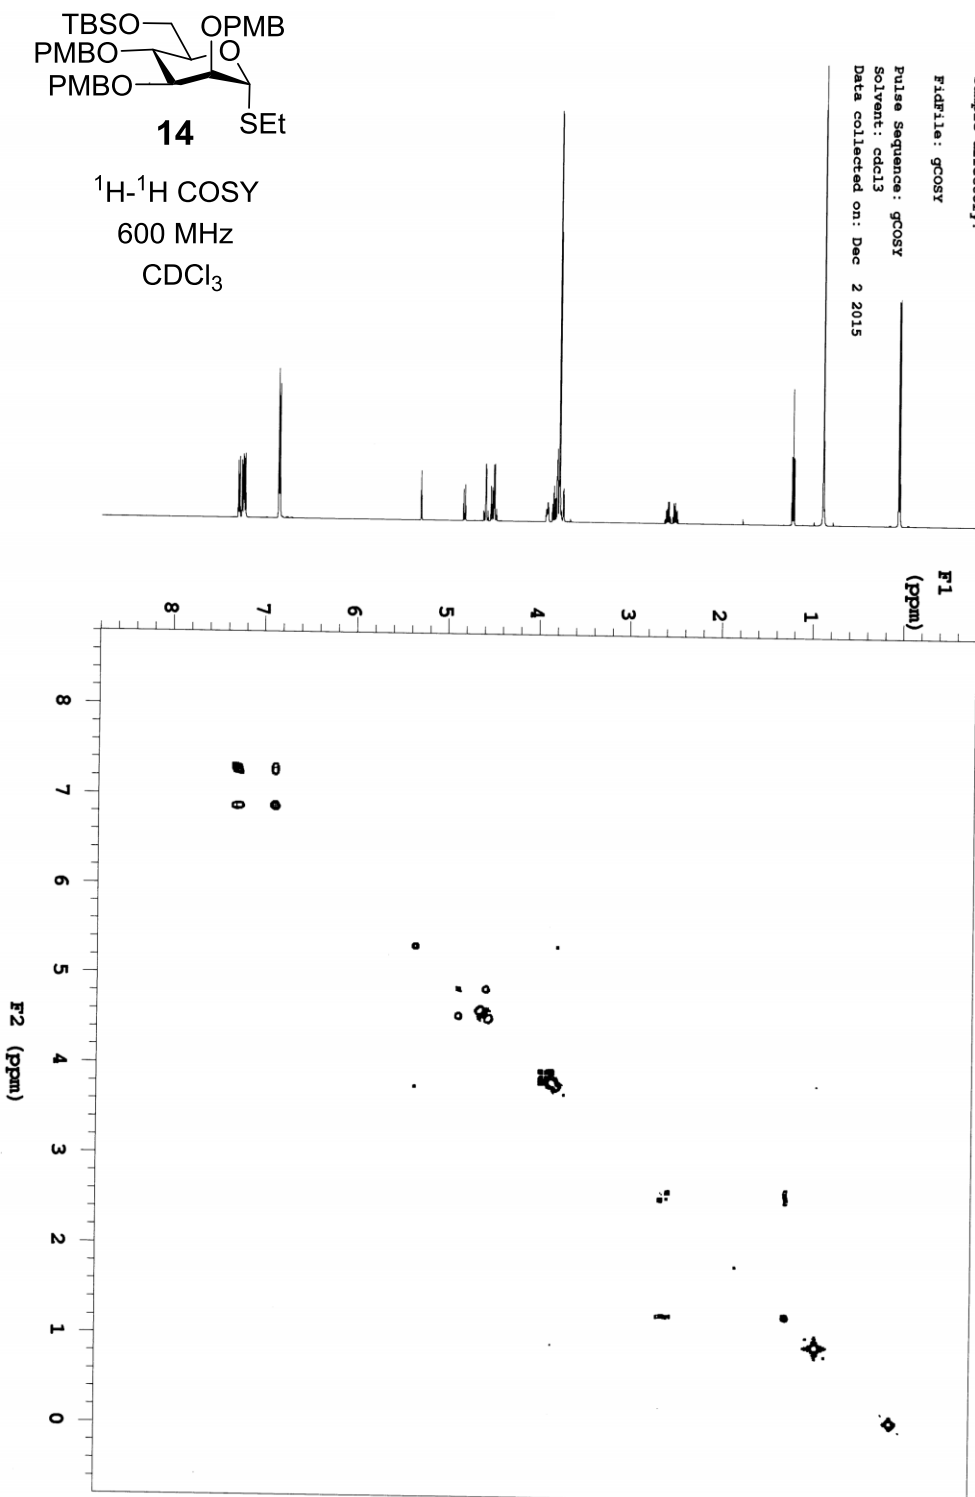 TBSO
OPMB
PMBO
O
PMBO
SEt
14
¹H-¹H COSY
600 MHz
CDCl₃
FidFile: gCOSY
Pulse Sequence: gCOSY
Solvent: cdcl3
Data collected on: Dec 2 2015
F1
(ppm)
8 7 6 5 4 3 2 1
8
7
6
5
4
3
2
1
0
F2 (ppm)